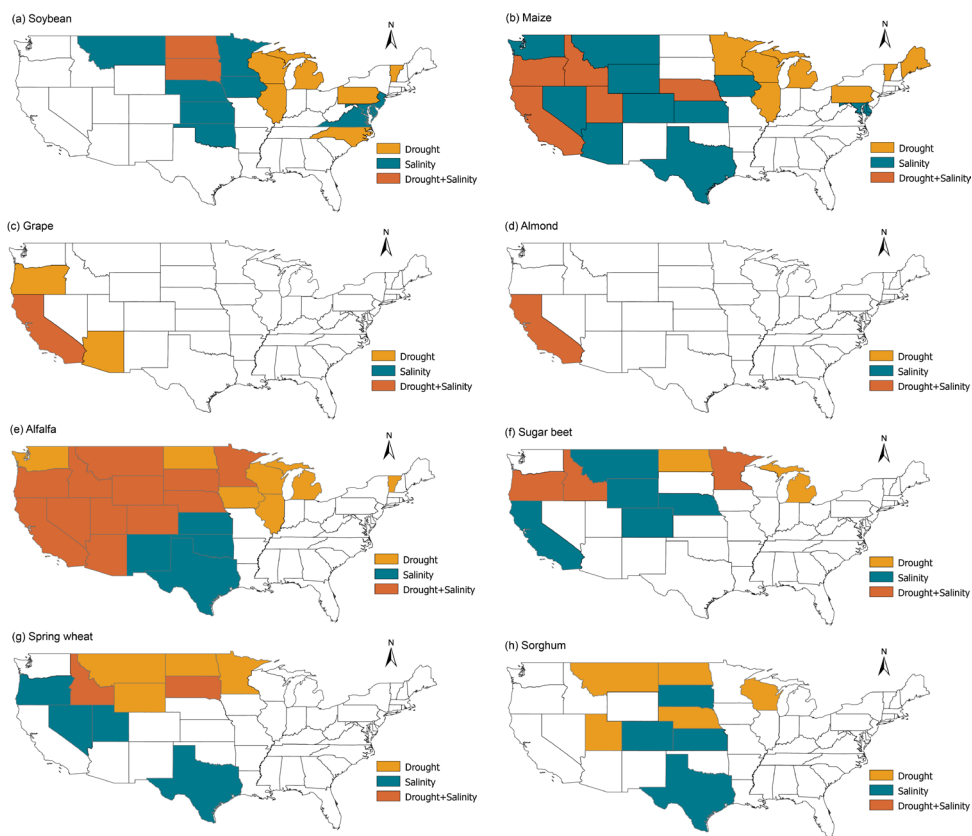 (a) Soybean
N
Drought
Salinity
Drought+Salinity
(b) Maize
N
Drought
Salinity
Drought+Salinity
(c) Grape
N
Drought
Salinity
Drought+Salinity
(d) Almond
N
Drought
Salinity
Drought+Salinity
(e) Alfalfa
N
Drought
Salinity
Drought+Salinity
(f) Sugar beet
N
Drought
Salinity
Drought+Salinity
(g) Spring wheat
N
Drought
Salinity
Drought+Salinity
(h) Sorghum
N
Drought
Salinity
Drought+Salinity